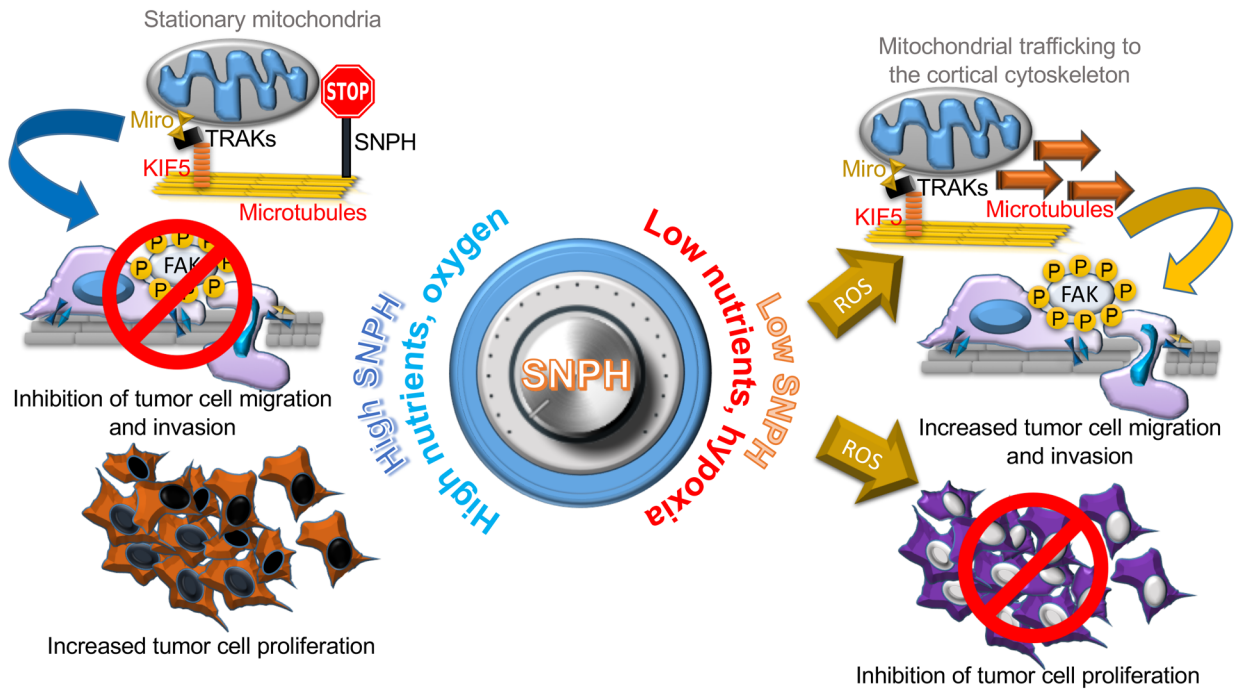 Stationary mitochondria
STOP
Miro
TRAKs
SNPH
KIF5
Microtubules
P P P
P FAK P
P P P
Inhibition of tumor cell migration
and invasion
Increased tumor cell proliferation
High SNPH
High nutrients, oxygen
SNPH
Low nutrients, hypoxia
Low SNPH
Mitochondrial trafficking to
the cortical cytoskeleton
Miro
TRAKs
KIF5
Microtubules
ROS
P P P
P FAK P
P P P
Increased tumor cell migration
and invasion
ROS
Inhibition of tumor cell proliferation